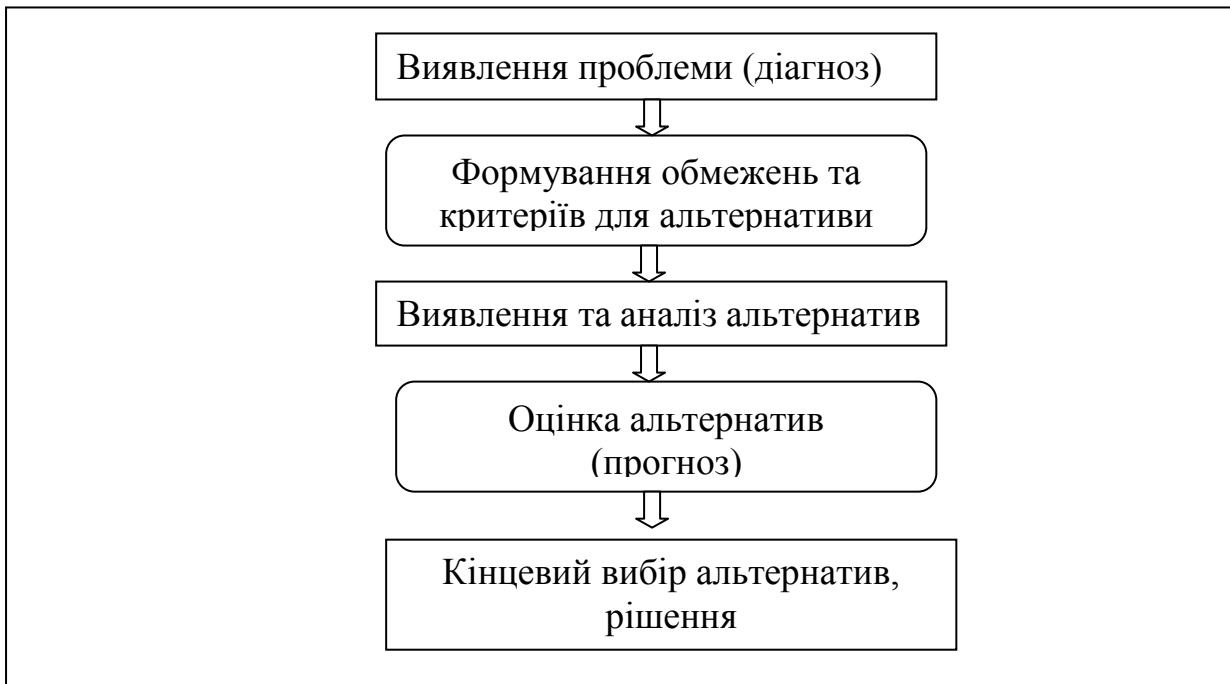 Виявлення проблеми (діагноз)
Формування обмежень та
критеріїв для альтернативи
Виявлення та аналіз альтернатив
Оцінка альтернатив
(прогноз)
Кінцевий вибір альтернатив,
рішення